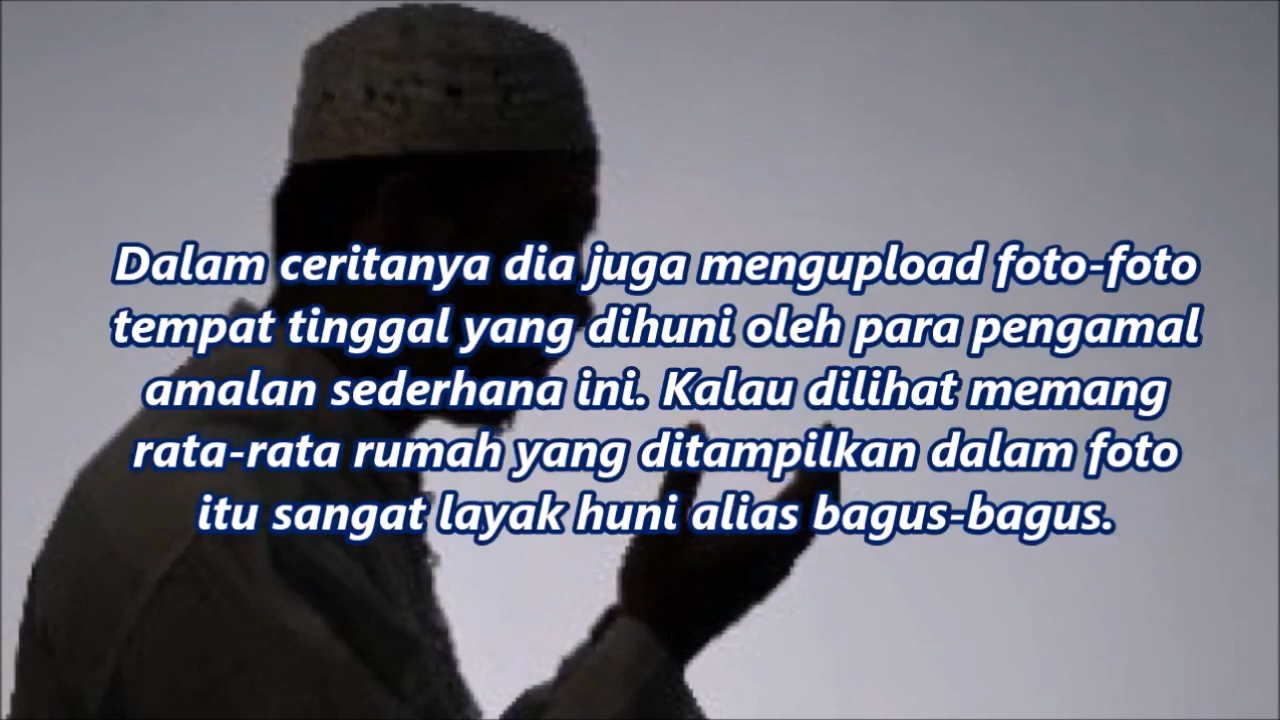 Dalam ceritanya dia juga mengupload foto-foto
tempat tinggal yang dihuni oleh para pengamal
amalan sederhana ini. Kalau dilihat memang
rata-rata rumah yang ditampilkan dalam foto
itu sangat layak huni alias bagus-bagus.